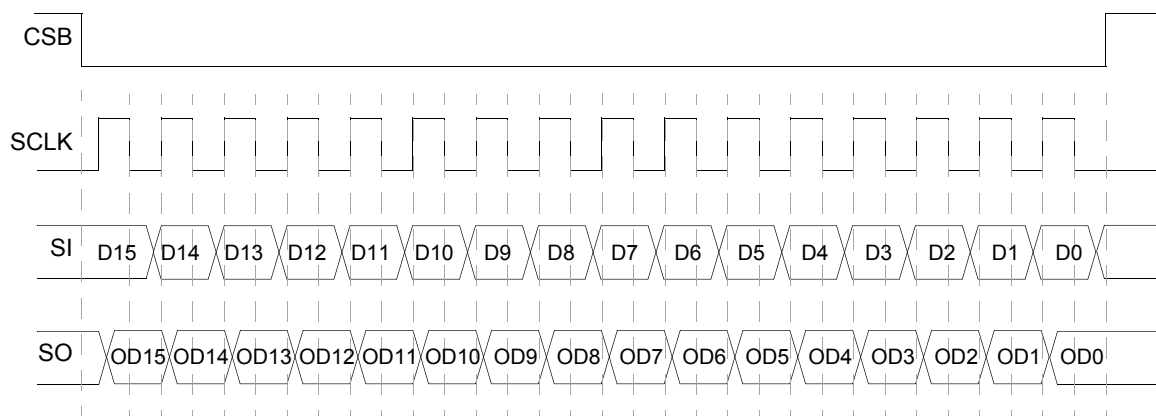 CSB
SCLK
SI D15 D14 D13 D12 D11 D10 D9 D8 D7 D6 D5 D4 D3 D2 D1 D0
SO OD15 OD14 OD13 OD12 OD11 OD10 OD9 OD8 OD7 OD6 OD5 OD4 OD3 OD2 OD1 OD0